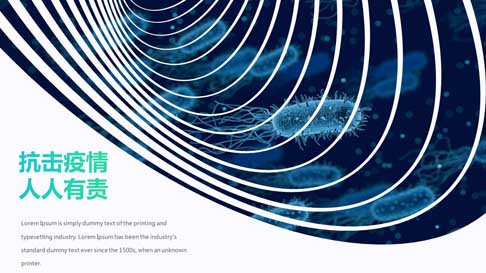 抗击疫情
人人有责
Lorem Ipsum is simply dummy text of the printing and
typesetting industry. Lorem Ipsum has been the industry's
standard dummy text ever since the 1500s, when an unknown
printer.